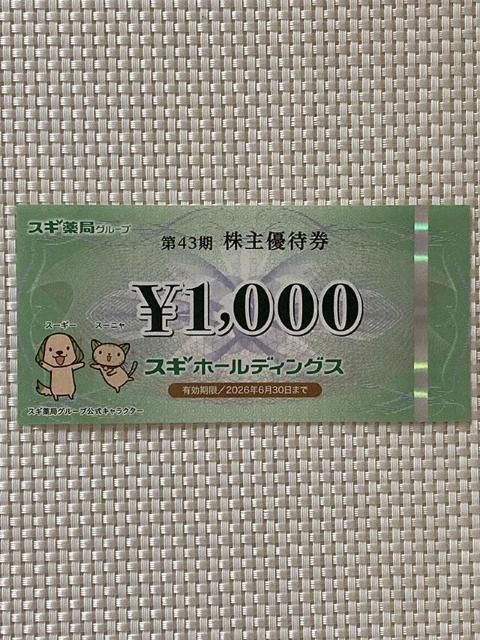 スギ薬局グループ
第43期 株主優待券
¥1,000
スーギー スーニャ
スギホールディングス
有効期限/2026年6月30日まで
スギ薬局グループ公式キャラクター